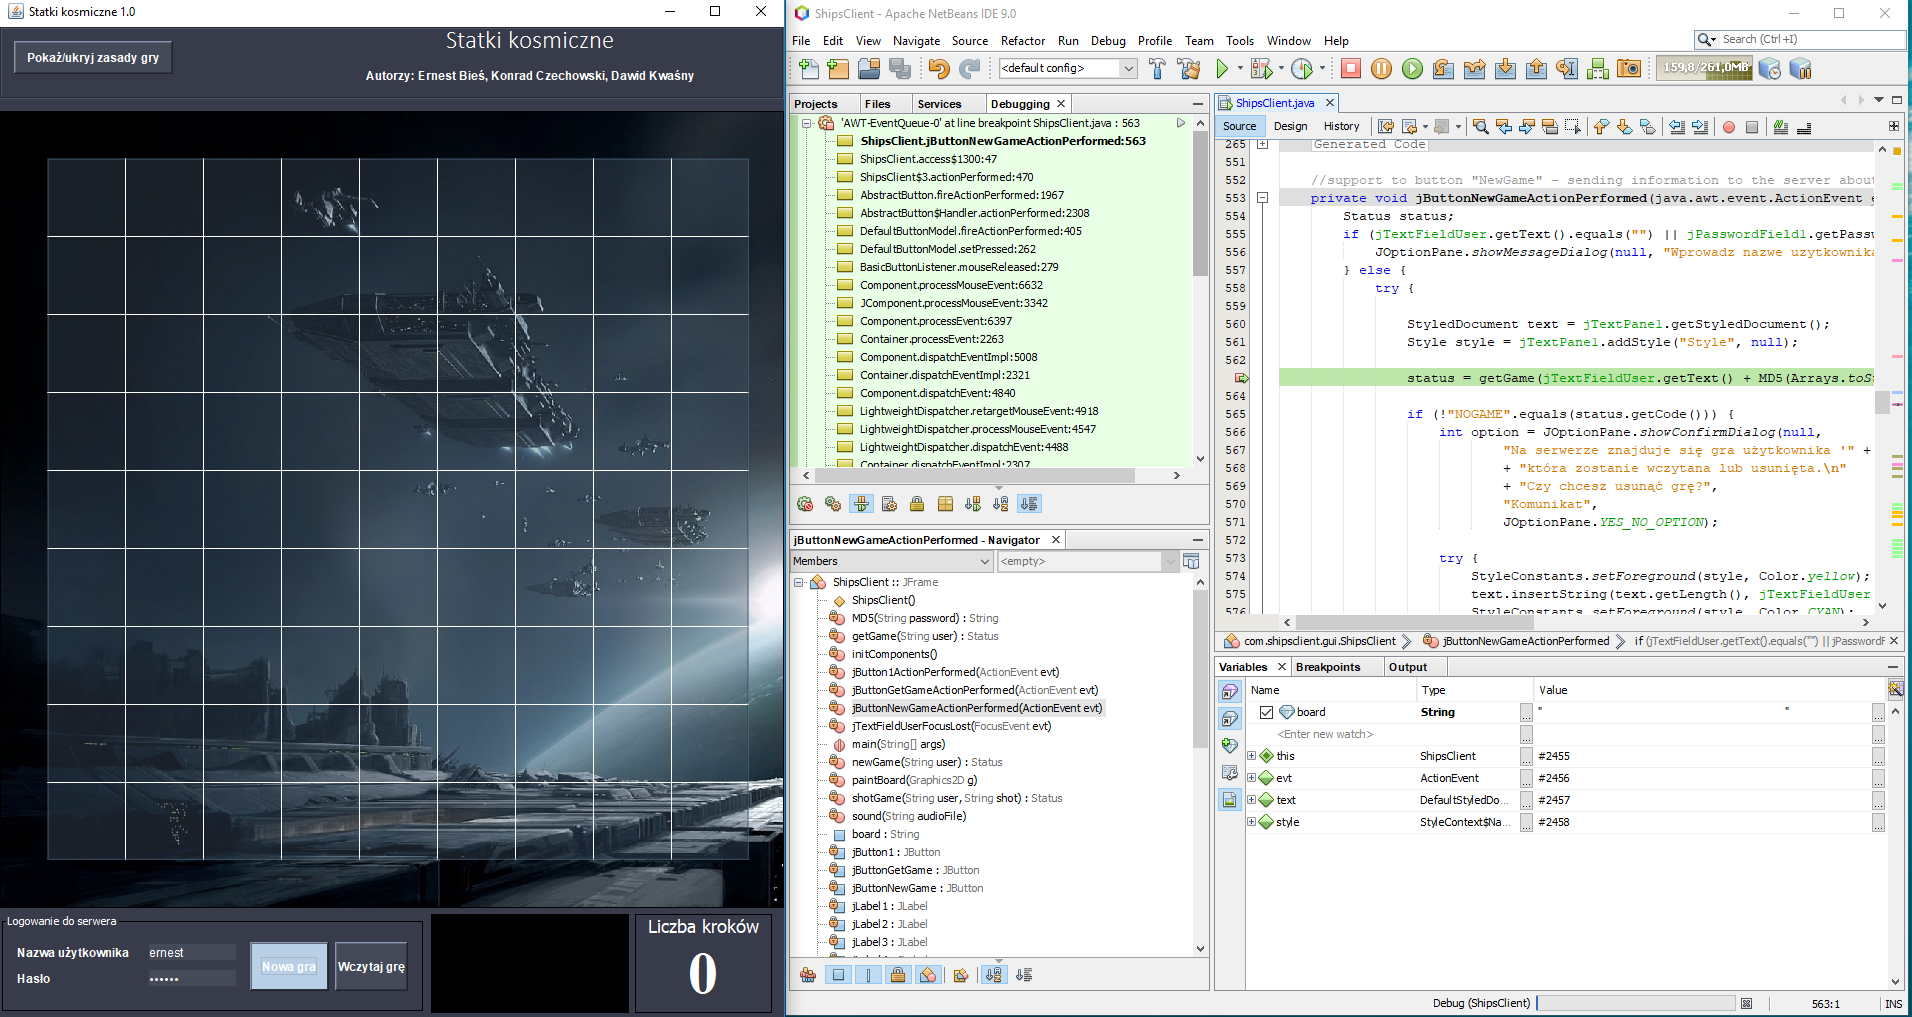 Statki kosmiczne 1.0
Pokaż/ukryj zasady gry
Statki kosmiczne
Autorzy: Ernest Bieś, Konrad Czechowski, Dawid Kwaśny
Logowanie do serwera
Nazwa użytkownika
ernest
Hasło
••••••
Nowa gra
Wczytaj grę
Liczba kroków
0
ShipsClient - Apache NetBeans IDE 9.0
File Edit View Navigate Source Refactor Run Debug Profile Team Tools Window Help
Search (Ctrl+I)
<default config>
159,8/261,0MB
Projects Files Services Debugging
'AWT-EventQueue-0' at line breakpoint ShipsClient.java : 563
ShipsClient.jButtonNewGameActionPerformed:563
ShipsClient.access$1300:47
ShipsClient$3.actionPerformed:470
AbstractButton.fireActionPerformed:1967
AbstractButton$Handler.actionPerformed:2308
DefaultButtonModel.fireActionPerformed:405
DefaultButtonModel.setPressed:262
BasicButtonListener.mouseReleased:279
Component.processMouseEvent:6632
JComponent.processMouseEvent:3342
Component.processEvent:6397
Container.processEvent:2263
Component.dispatchEventImpl:5008
Container.dispatchEventImpl:2321
Component.dispatchEvent:4840
LightweightDispatcher.retargetMouseEvent:4918
LightweightDispatcher.processMouseEvent:4547
LightweightDispatcher.dispatchEvent:4488
Container.dispatchEventImpl:2307
jButtonNewGameActionPerformed - Navigator
Members
<empty>
ShipsClient :: JFrame
ShipsClient()
MD5(String password) : String
getGame(String user) : Status
initComponents()
jButton1ActionPerformed(ActionEvent evt)
jButtonGetGameActionPerformed(ActionEvent evt)
jButtonNewGameActionPerformed(ActionEvent evt)
jTextFieldUserFocusLost(FocusEvent evt)
main(String[] args)
newGame(String user) : Status
paintBoard(Graphics2D g)
shotGame(String user, String shot) : Status
sound(String audioFile)
board : String
jButton1 : JButton
jButtonGetGame : JButton
jButtonNewGame : JButton
jLabel1 : JLabel
jLabel2 : JLabel
jLabel3 : JLabel
ShipsClient.java
Source Design History
265 Generated Code
551
552 //support to button "NewGame" - sending information to the server abou
553 private void jButtonNewGameActionPerformed(java.awt.event.ActionEvent e
554 Status status;
555 if (jTextFieldUser.getText().equals("") || jPasswordField1.getPassw
556 JOptionPane.showMessageDialog(null, "Wprowadz nazwe uzytkownika
557 } else {
558 try {
559
560 StyledDocument text = jTextPane1.getStyledDocument();
561 Style style = jTextPane1.addStyle("Style", null);
562
status = getGame(jTextFieldUser.getText() + MD5(Arrays.toS
564
565 if (!"NOGAME".equals(status.getCode())) {
566 int option = JOptionPane.showConfirmDialog(null,
567 "Na serwerze znajduje się gra użytkownika '" +
568 + "która zostanie wczytana lub usunięta.\n"
569 + "Czy chcesz usunąć grę?",
570 "Komunikat",
571 JOptionPane.YES_NO_OPTION);
572
573 try {
574 StyleConstants.setForeground(style, Color.yellow);
575 text.insertString(text.getLength(), jTextFieldUser
576 StyleConstants.setForeground(style, Color.CYAN);
com.shipsclient.gui.ShipsClient jButtonNewGameActionPerformed if (jTextFieldUser.getText().equals("") || jPasswordF
Variables Breakpoints Output
Name Type Value
board String " "
<Enter new watch>
this ShipsClient #2455
evt ActionEvent #2456
text DefaultStyledDo... #2457
style StyleContext$Na... #2458
Debug (ShipsClient)
563:1
INS